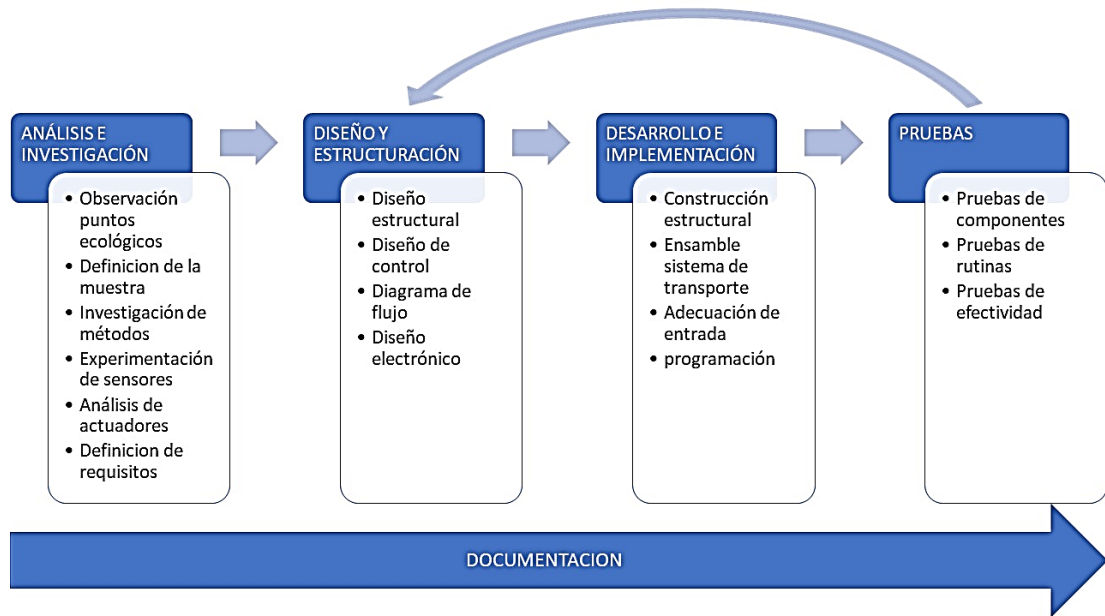 ANÁLISIS E
INVESTIGACIÓN
• Observación
puntos
ecológicos
• Definicion de la
muestra
• Investigación de
métodos
• Experimentación
de sensores
• Análisis de
actuadores
• Definicion de
requisitos
DISEÑO Y
ESTRUCTURACIÓN
• Diseño
estructural
• Diseño de
control
• Diagrama de
flujo
• Diseño
electrónico
DESARROLLO E
IMPLEMENTACIÓN
• Construcción
estructural
• Ensamble
sistema de
transporte
• Adecuación de
entrada
• programación
PRUEBAS
• Pruebas de
componentes
• Pruebas de
rutinas
• Pruebas de
efectividad
DOCUMENTACION